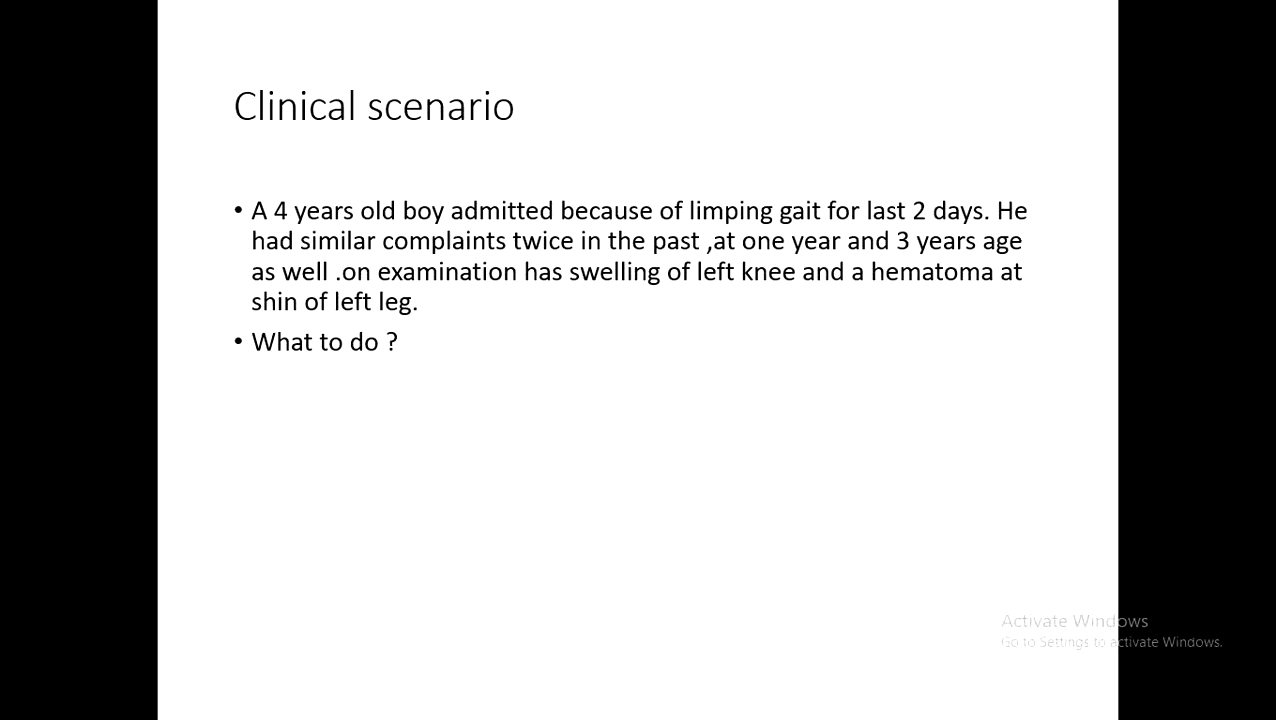 Clinical scenario
• A 4 years old boy admitted because of limping gait for last 2 days. He
had similar complaints twice in the past ,at one year and 3 years age
as well .on examination has swelling of left knee and a hematoma at
shin of left leg.
• What to do ?
Activate Windows
Go to Settings to activate Windows.